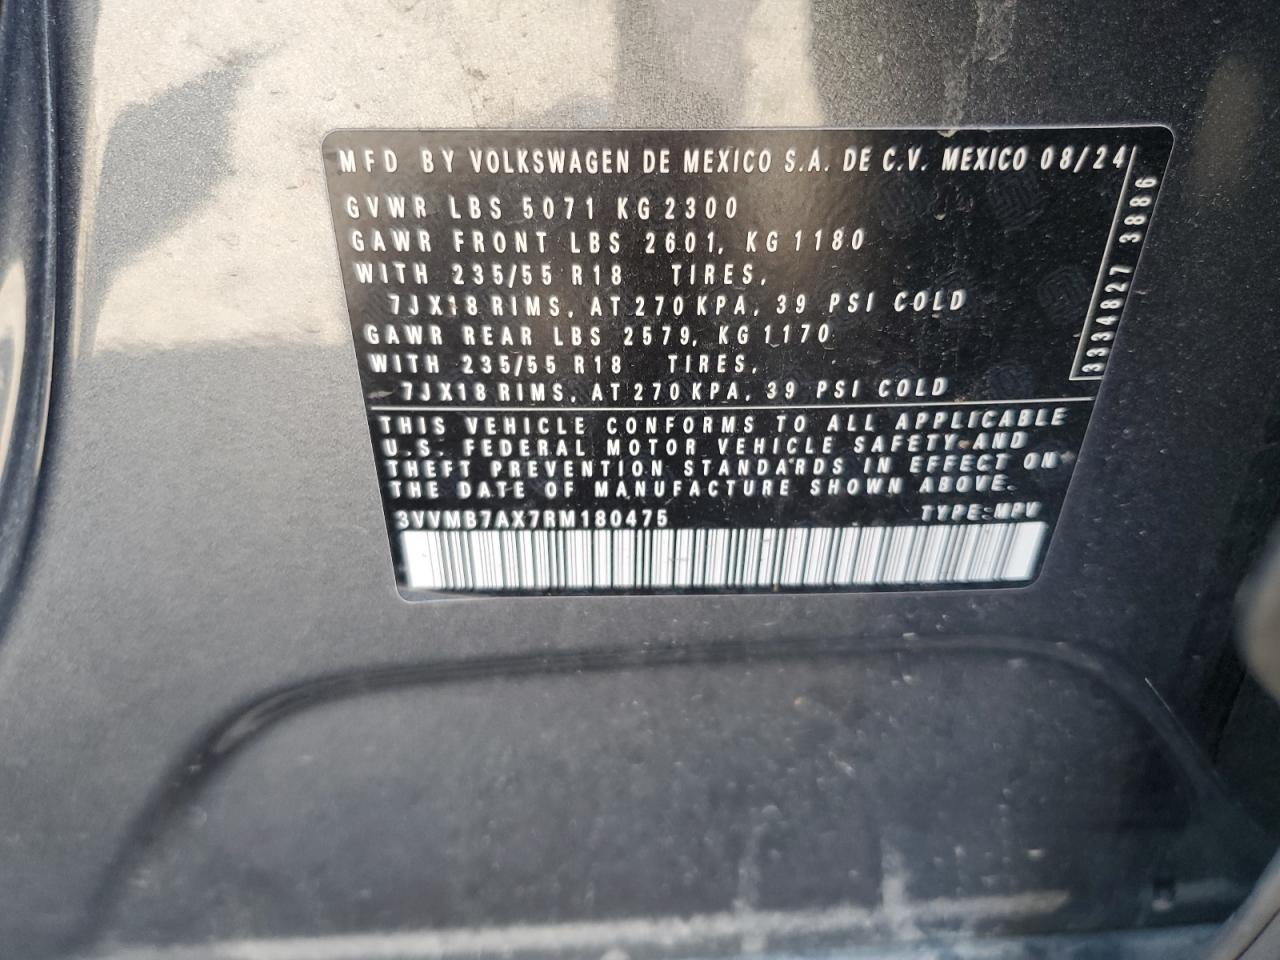 MFD BY VOLKSWAGEN DE MEXICO S.A. DE C.V. MEXICO 08/24
GVWR LBS 5071 KG 2300
GAWR FRONT LBS 2601, KG 1180
WITH 235/55 R18 TIRES,
7JX18 RIMS, AT 270 KPA, 39 PSI COLD
GAWR REAR LBS 2579, KG 1170
WITH 235/55 R18 TIRES,
7JX18 RIMS, AT 270 KPA, 39 PSI COLD
3334827 3886
THIS VEHICLE CONFORMS TO ALL APPLICABLE
U.S. FEDERAL MOTOR VEHICLE SAFETY AND
THEFT PREVENTION STANDARDS IN EFFECT ON
THE DATE OF MANUFACTURE SHOWN ABOVE.
3VVMB7AX7RM180475 TYPE:MPV